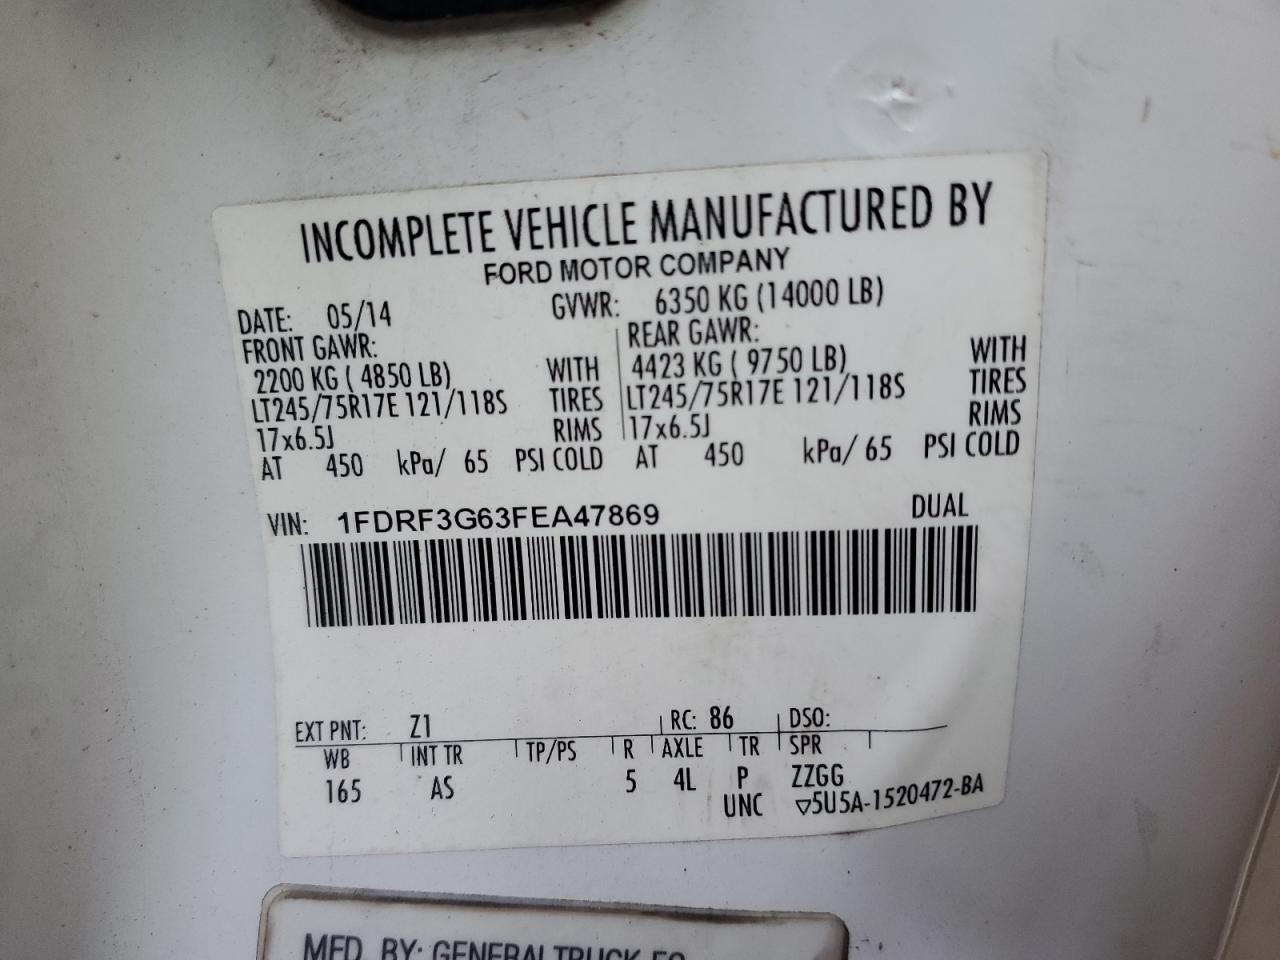 INCOMPLETE VEHICLE MANUFACTURED BY
FORD MOTOR COMPANY
DATE: 05/14 GVWR: 6350 KG (14000 LB)
FRONT GAWR: REAR GAWR:
2200 KG ( 4850 LB) WITH 4423 KG ( 9750 LB) WITH
LT245/75R17E 121/118S TIRES LT245/75R17E 121/118S TIRES
17x6.5J RIMS 17x6.5J RIMS
AT 450 kPa/ 65 PSI COLD AT 450 kPa/ 65 PSI COLD
VIN: 1FDRF3G63FEA47869 DUAL
EXT PNT: Z1 RC: 86 DSO:
WB INT TR TP/PS R AXLE TR SPR
165 AS 5 4L P ZZGG
UNC ▽5U5A-1520472-BA
MFD. BY: GENERAL TRUCK EQ